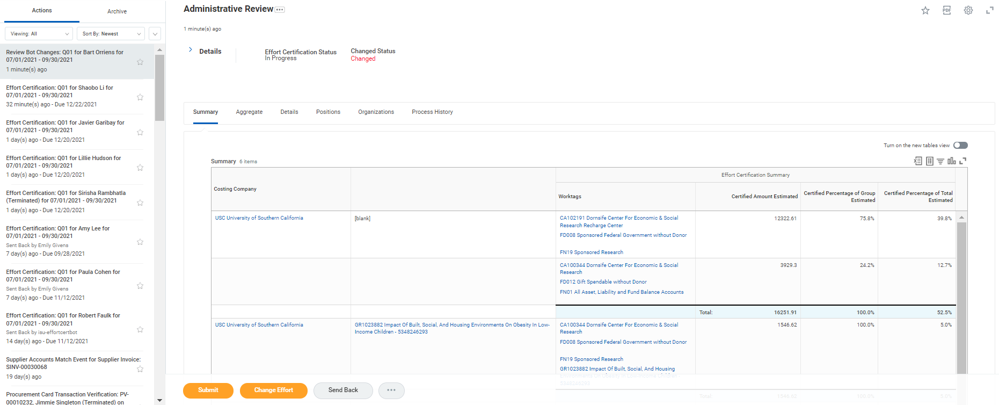 Actions
Archive
Viewing: All
Sort By: Newest
Review Bot Changes: Q01 for Bart Orriens for
07/01/2021 - 09/30/2021
1 minute(s) ago
Effort Certification: Q01 for Shaobo Li for
07/01/2021 - 09/30/2021
32 minute(s) ago - Due 12/22/2021
Effort Certification: Q01 for Javier Garibay for
07/01/2021 - 09/30/2021
1 day(s) ago - Due 12/20/2021
Effort Certification: Q01 for Lillie Hudson for
07/01/2021 - 09/30/2021
1 day(s) ago - Due 12/20/2021
Effort Certification: Q01 for Sirisha Rambhatla
(Terminated) for 07/01/2021 - 09/30/2021
1 day(s) ago - Due 12/20/2021
Effort Certification: Q01 for Amy Lee for
07/01/2021 - 09/30/2021
Sent Back by Emily Givens
7 day(s) ago - Due 09/28/2021
Effort Certification: Q01 for Paula Cohen for
07/01/2021 - 09/30/2021
Sent Back by Emily Givens
7 day(s) ago - Due 11/12/2021
Effort Certification: Q01 for Robert Faulk for
07/01/2021 - 09/30/2021
Sent Back by isu-effortcertbot
14 day(s) ago - Due 11/12/2021
Supplier Accounts Match Event for Supplier Invoice:
SINV-00030068
19 day(s) ago
Procurement Card Transaction Verification: PV-
00010232, Jimmie Singleton (Terminated) on
Administrative Review
PDF
1 minute(s) ago
Details
Effort Certification Status
In Progress
Changed Status
Changed
Summary
Aggregate
Details
Positions
Organizations
Process History
Turn on the new tables view
Summary 6 items
Effort Certification Summary
Costing Company
Worktags
Certified Amount Estimated
Certified Percentage of Group
Estimated
Certified Percentage of Total
Estimated
USC University of Southern California
[blank]
CA102191 Dornsife Center For Economic & Social
Research Recharge Center
FD008 Sponsored Federal Government without Donor
FN19 Sponsored Research
12322.61
75.8%
39.8%
CA100344 Dornsife Center For Economic & Social
Research
FD012 Gift Spendable without Donor
FN01 All Asset, Liability and Fund Balance Accounts
3929.3
24.2%
12.7%
Total:
16251.91
100.0%
52.5%
USC University of Southern California
GR1023882 Impact Of Built, Social, And Housing Environments On Obesity In Low-
Income Children - 5348246293
CA100344 Dornsife Center For Economic & Social
Research
FD008 Sponsored Federal Government without Donor
FN19 Sponsored Research
GR1023882 Impact Of Built, Social, And Housing
Environments On Obesity In Low-Income Children -
5348246293
1546.62
100.0%
5.0%
Total:
1546.62
100.0%
5.0%
Submit
Change Effort
Send Back